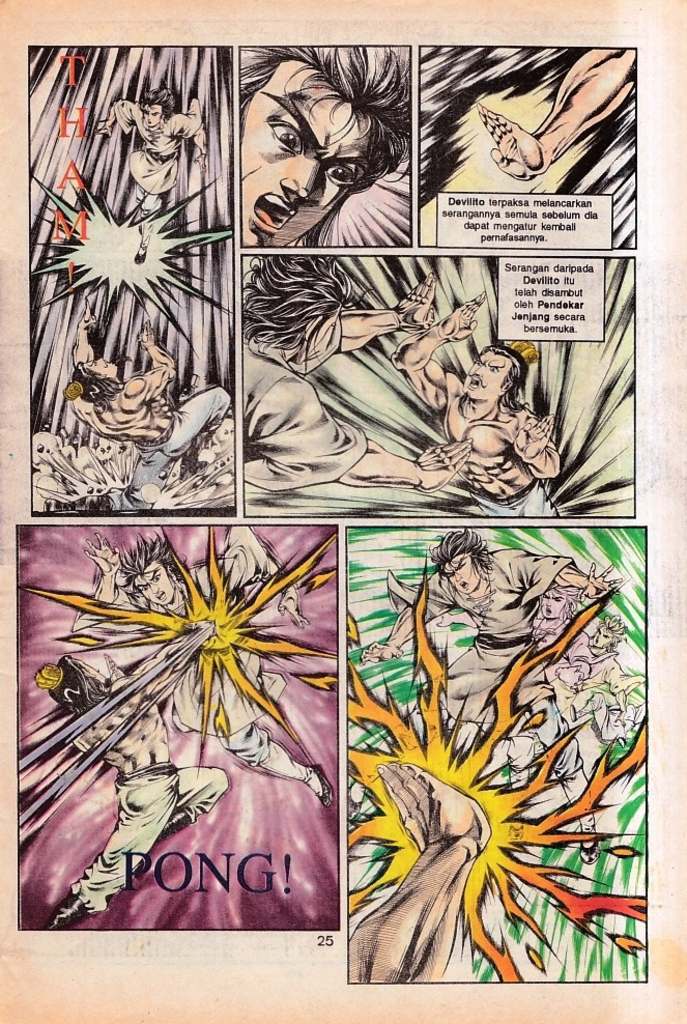 THAM!
Devilito terpaksa melancarkan
serangannya semula sebelum dia
dapat mengatur kembali
pernafasannya.
Serangan daripada
Devilito itu
telah disambut
oleh Pendekar
Jenjang secara
bersemuka.
PONG!
25